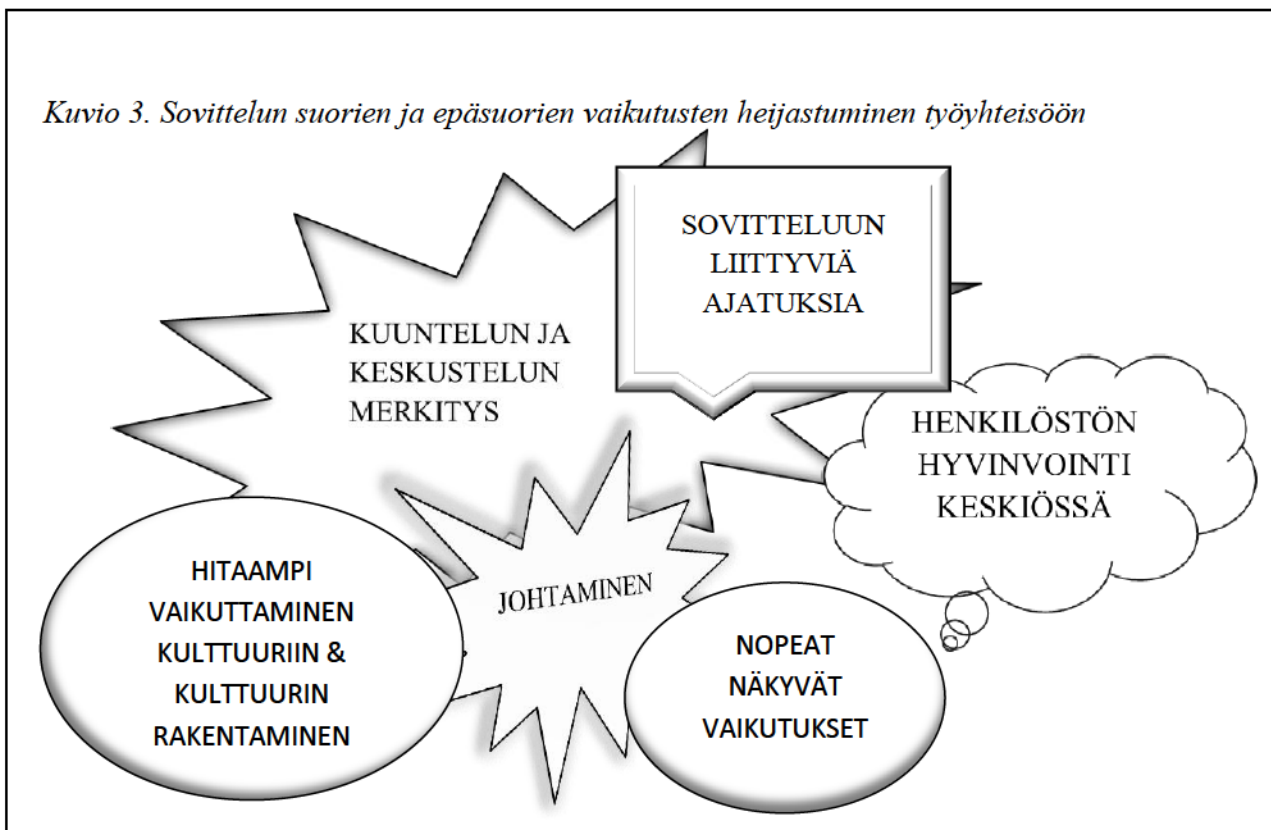 Kuvio 3. Sovittelun suorien ja epäsuorien vaikutusten heijastuminen työyhteisöön
SOVITTELUUN
LIITTYVIÄ
AJATUKSIA
KUUNTELUN JA
KESKUSTELUN
MERKITYS
HENKILÖSTÖN
HYVINVOINTI
KESKIÖSSÄ
JOHTAMINEN
HITAAMPI
VAIKUTTAMINEN
KULTTUURIIN &
KULTTUURIN
RAKENTAMINEN
NOPEAT
NÄKYVÄT
VAIKUTUKSET